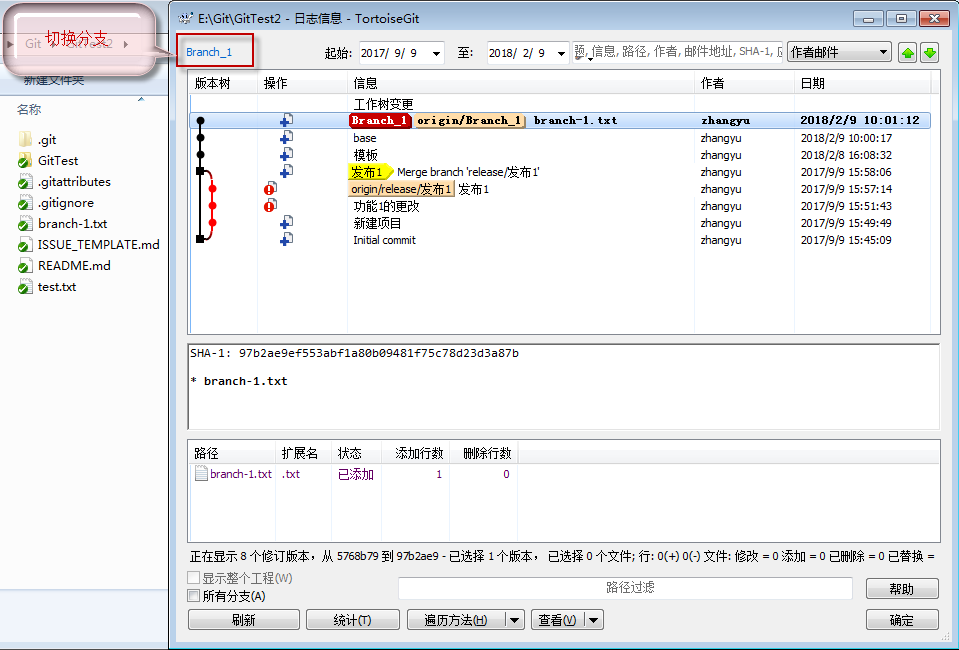 E:\Git\GitTest2 - 日志信息 - TortoiseGit
切换分支
Git GitTest2
新建文件夹
名称
.git
GitTest
.gitattributes
.gitignore
branch-1.txt
ISSUE_TEMPLATE.md
README.md
test.txt
Branch_1 起始: 2017/ 9/ 9 至: 2018/ 2/ 9 信息, 路径, 作者, 邮件地址, SHA-1, 作者邮件
版本树 操作 信息 作者 日期
工作树变更
Branch_1 origin/Branch_1 branch-1.txt zhangyu 2018/2/9 10:01:12
base zhangyu 2018/2/9 10:00:17
模板 zhangyu 2018/2/8 16:08:32
发布1 Merge branch 'release/发布1' zhangyu 2017/9/9 15:58:06
origin/release/发布1 发布1 zhangyu 2017/9/9 15:57:14
功能1的更改 zhangyu 2017/9/9 15:51:43
新建项目 zhangyu 2017/9/9 15:49:49
Initial commit zhangyu 2017/9/9 15:45:09
SHA-1: 97b2ae9ef553abf1a80b09481f75c78d23d3a87b
* branch-1.txt
路径 扩展名 状态 添加行数 删除行数
branch-1.txt .txt 已添加 1 0
正在显示 8 个修订版本，从 5768b79 到 97b2ae9 - 已选择 1 个版本， 已选择 0 个文件; 行: 0(+) 0(-) 文件: 修改 = 0 添加 = 0 已删除 = 0 已替换 =
显示整个工程(W)
所有分支(A)
路径过滤
帮助
刷新 统计(T) 遍历方法(H) 查看(V) 确定